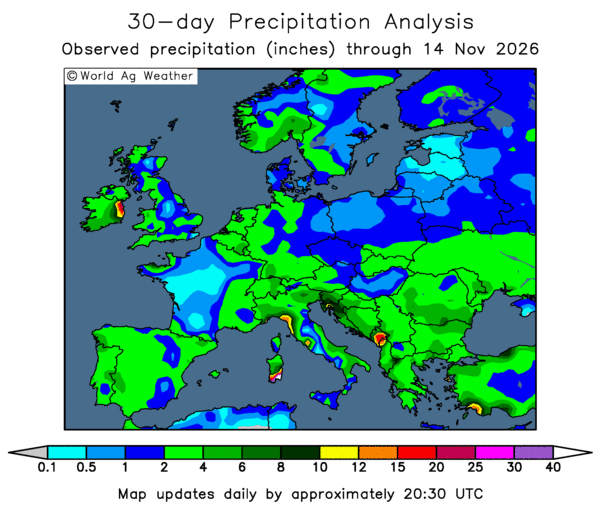 30-day Precipitation Analysis
Observed precipitation (inches) through 14 Nov 2026
© World Ag Weather
0.1 0.5 1 2 4 6 8 10 12 15 20 25 30 40
Map updates daily by approximately 20:30 UTC